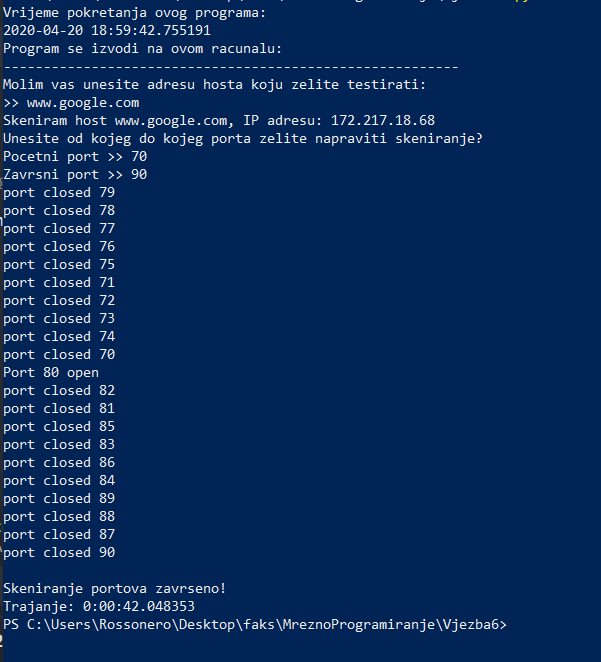 Vrijeme pokretanja ovog programa:
2020-04-20 18:59:42.755191
Program se izvodi na ovom racunalu:
---------------------------------------------------------
Molim vas unesite adresu hosta koju zelite testirati:
>> www.google.com
Skeniram host www.google.com, IP adresu: 172.217.18.68
Unesite od kojeg do kojeg porta zelite napraviti skeniranje?
Pocetni port >> 70
Zavrsni port >> 90
port closed 79
port closed 78
port closed 77
port closed 76
port closed 75
port closed 71
port closed 72
port closed 73
port closed 74
port closed 70
Port 80 open
port closed 82
port closed 81
port closed 85
port closed 83
port closed 86
port closed 84
port closed 89
port closed 88
port closed 87
port closed 90
Skeniranje portova zavrseno!
Trajanje: 0:00:42.048353
PS C:\Users\Rossonero\Desktop\faks\MreznoProgramiranje\Vjezba6>